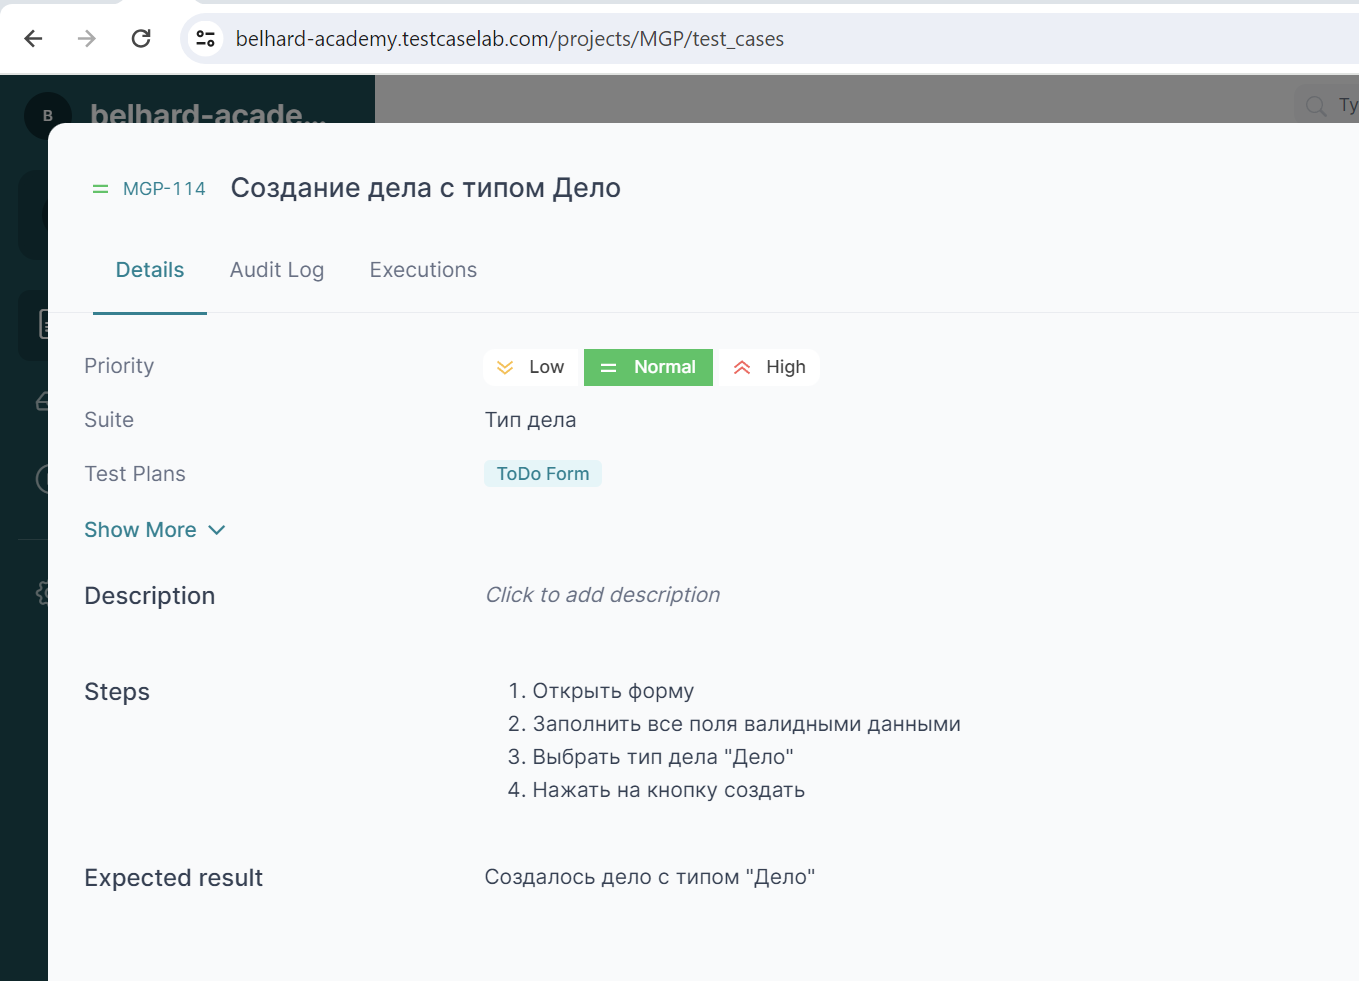 belhard-academy.testcaselab.com/projects/MGP/test_cases
B belhard-acade...
Ty
MGP-114 Создание дела с типом Дело
Details Audit Log Executions
Priority Low Normal High
Suite Тип дела
Test Plans ToDo Form
Show More
Description Click to add description
Steps 1. Открыть форму
2. Заполнить все поля валидными данными
3. Выбрать тип дела "Дело"
4. Нажать на кнопку создать
Expected result Создалось дело с типом "Дело"